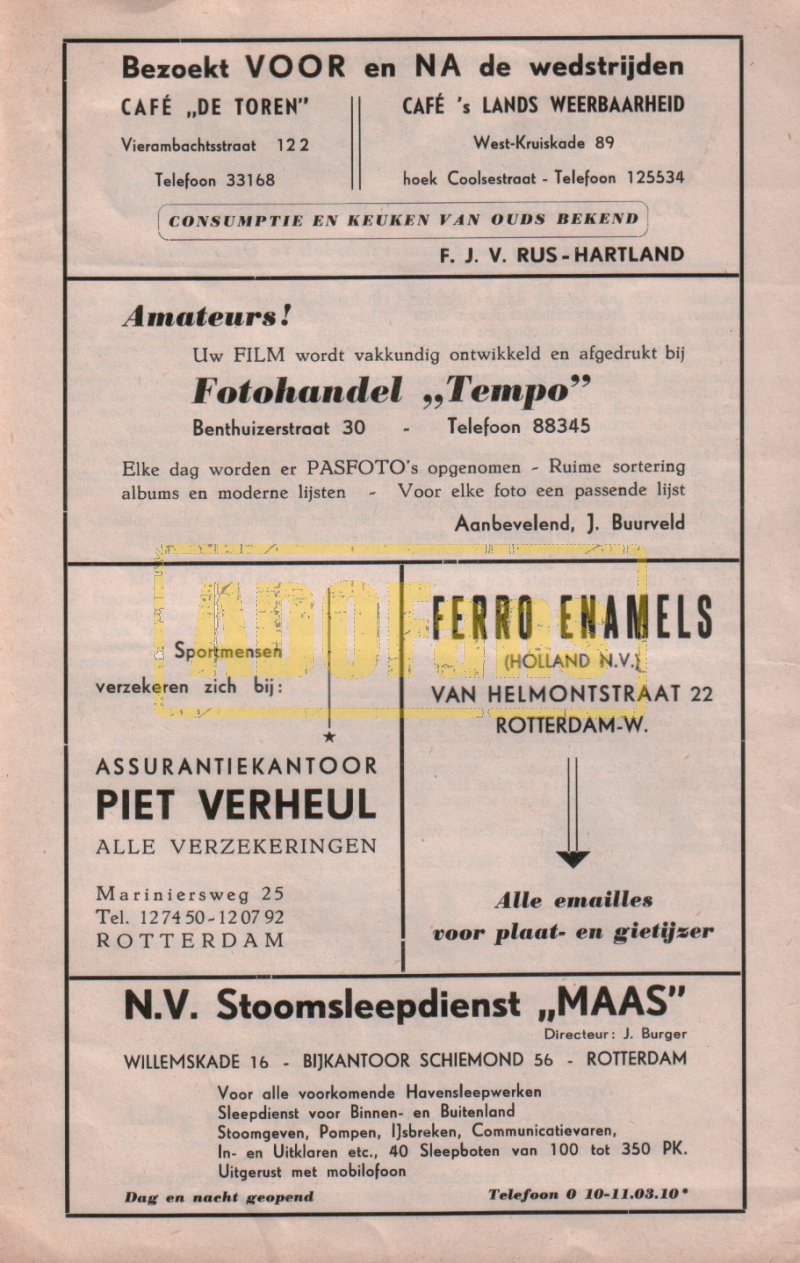 Bezoekt VOOR en NA de wedstrijden
CAFÉ „DE TOREN”
Vierambachtsstraat 122
Telefoon 33168
CAFÉ 's LANDS WEERBAARHEID
West-Kruiskade 89
hoek Coolsestraat - Telefoon 125534
CONSUMPTIE EN KEUKEN VAN OUDS BEKEND
F. J. V. RUS-HARTLAND
Amateurs!
Uw FILM wordt vakkundig ontwikkeld en afgedrukt bij
Fotohandel „Tempo”
Benthuizerstraat 30 - Telefoon 88345
Elke dag worden er PASFOTO's opgenomen - Ruime sortering
albums en moderne lijsten - Voor elke foto een passende lijst
Aanbevelend, J. Buurveld
ADOFans
Sportmensen
verzekeren zich bij:
ASSURANTIEKANTOOR
PIET VERHEUL
ALLE VERZEKERINGEN
Mariniersweg 25
Tel. 127450-120792
ROTTERDAM
FERRO ENAMELS
(HOLLAND N.V.)
VAN HELMONTSTRAAT 22
ROTTERDAM-W.
Alle emailles
voor plaat- en gietijzer
N.V. Stoomsleepdienst „MAAS”
Directeur: J. Burger
WILLEMSKADE 16 - BIJKANTOOR SCHIEMOND 56 - ROTTERDAM
Voor alle voorkomende Havensleepwerken
Sleepdienst voor Binnen- en Buitenland
Stoomgeven, Pompen, IJsbreken, Communicatievaren,
In- en Uitklaren etc., 40 Sleepboten van 100 tot 350 PK.
Uitgerust met mobilofoon
Dag en nacht geopend
Telefoon 0 10-11.03.10*